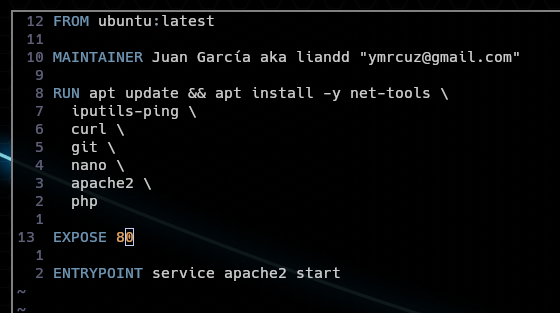 12 FROM ubuntu:latest
11
10 MAINTAINER Juan García aka liandd "ymrcuz@gmail.com"
9
8 RUN apt update && apt install -y net-tools \
7   iputils-ping \
6   curl \
5   git \
4   nano \
3   apache2 \
2   php
1
13 EXPOSE 80
1
2 ENTRYPOINT service apache2 start
~
~